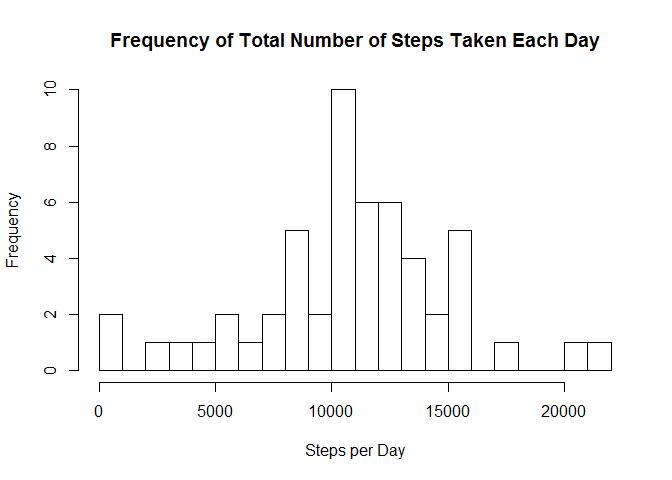 Frequency of Total Number of Steps Taken Each Day
Frequency
10
8
6
4
2
0
0 5000 10000 15000 20000
Steps per Day